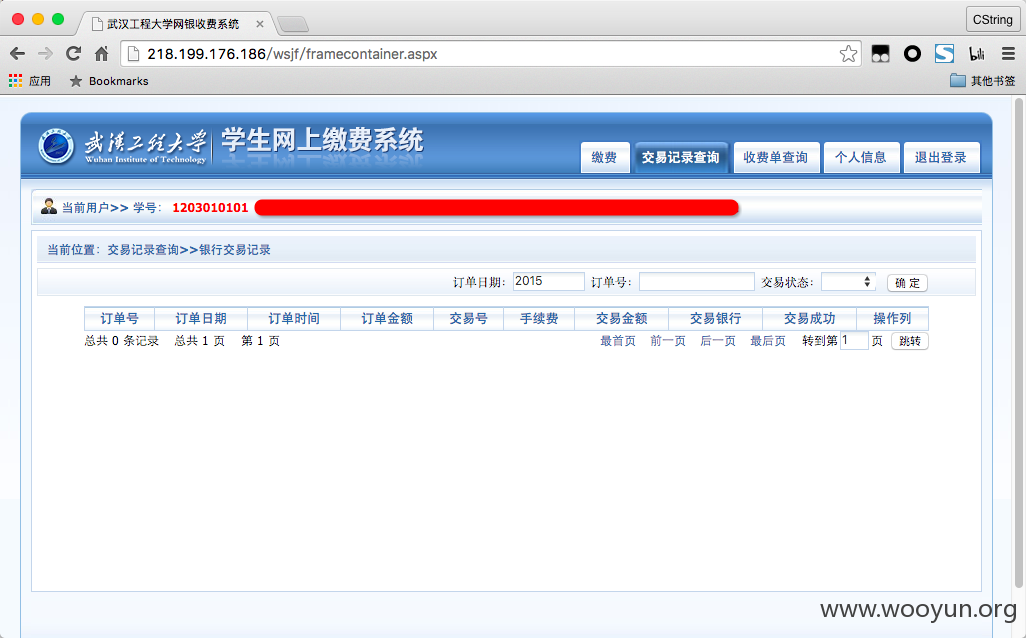 武汉工程大学网银收费系统
CString
218.199.176.186/wsjf/framecontainer.aspx
应用 Bookmarks 其他书签
武汉工程大学 学生网上缴费系统
Wuhan Institute of Technology
缴费 交易记录查询 收费单查询 个人信息 退出登录
当前用户>> 学号: 1203010101
当前位置: 交易记录查询>>银行交易记录
订单日期: 2015 订单号: 交易状态: 确 定
订单号 订单日期 订单时间 订单金额 交易号 手续费 交易金额 交易银行 交易成功 操作列
总共 0 条记录 总共 1 页 第 1 页 最首页 前一页 后一页 最后页 转到第 1 页 跳转
www.wooyun.org